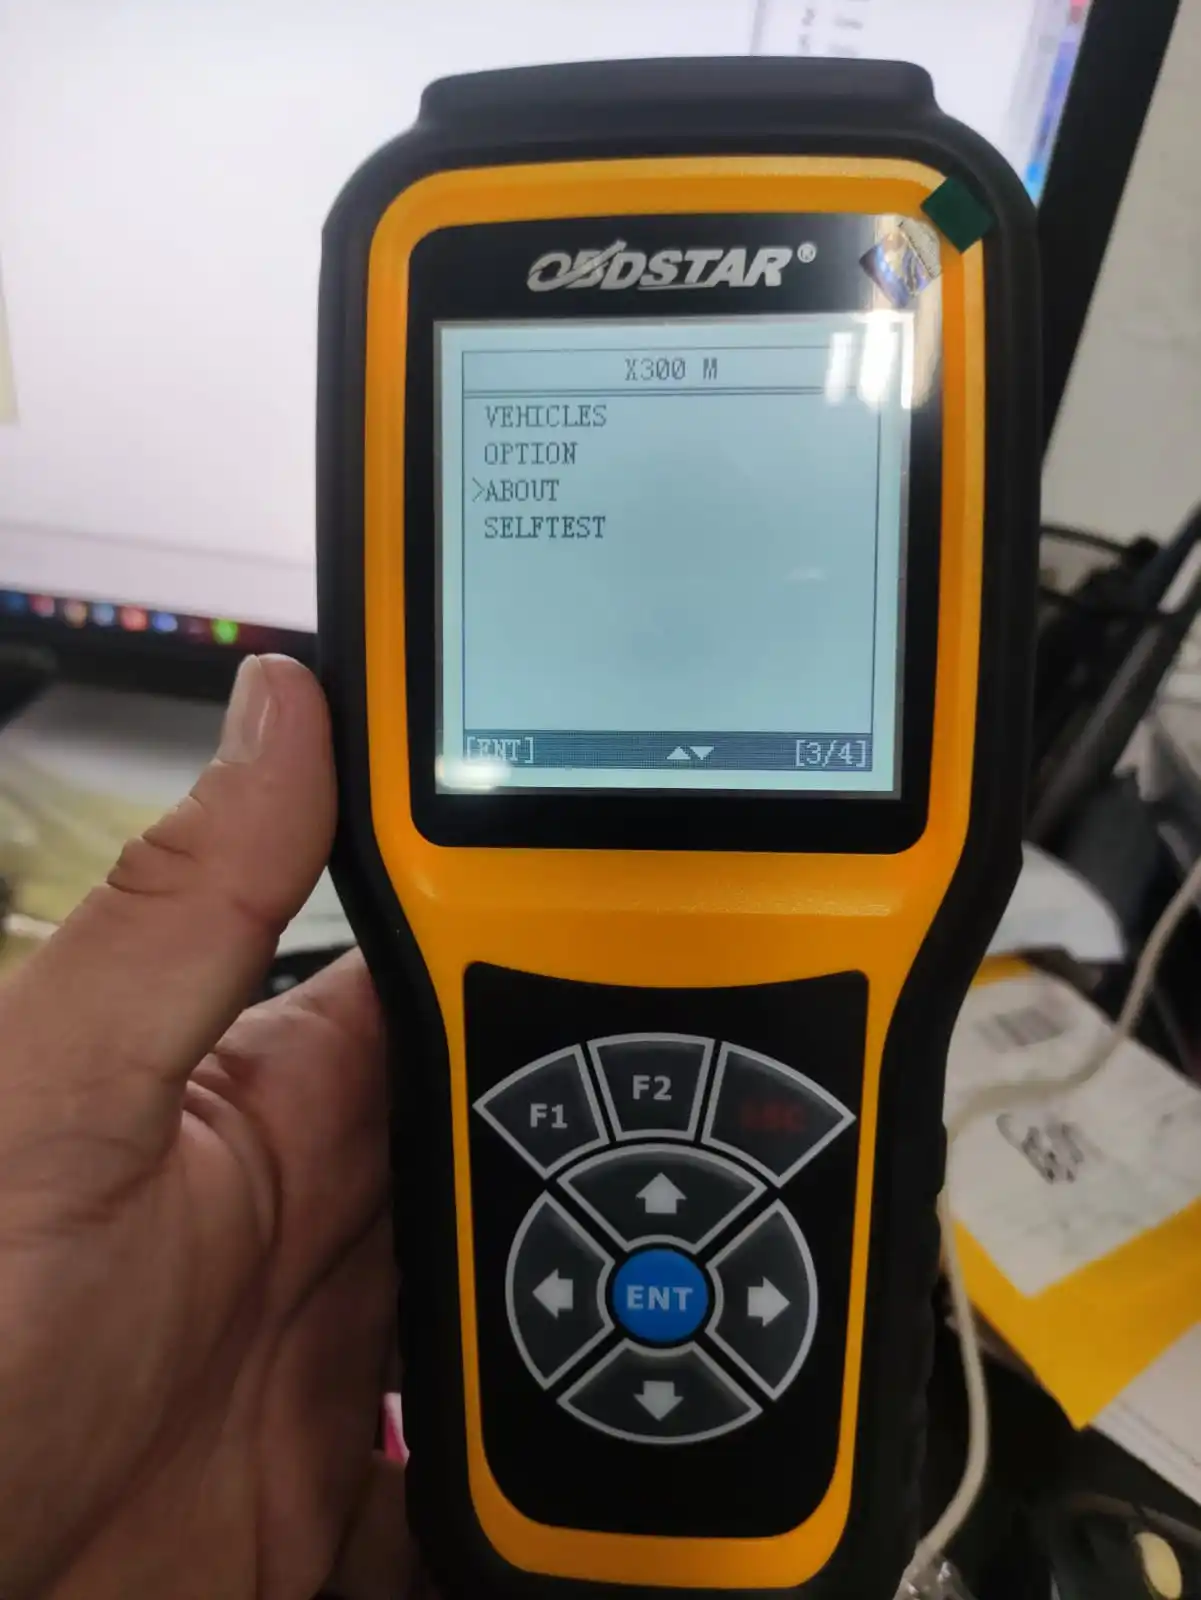 OBDSTAR®
X300 M
VEHICLES
OPTION
>ABOUT
SELFTEST
[ENT] ▲▼ [3/4]
F1 F2
ENT